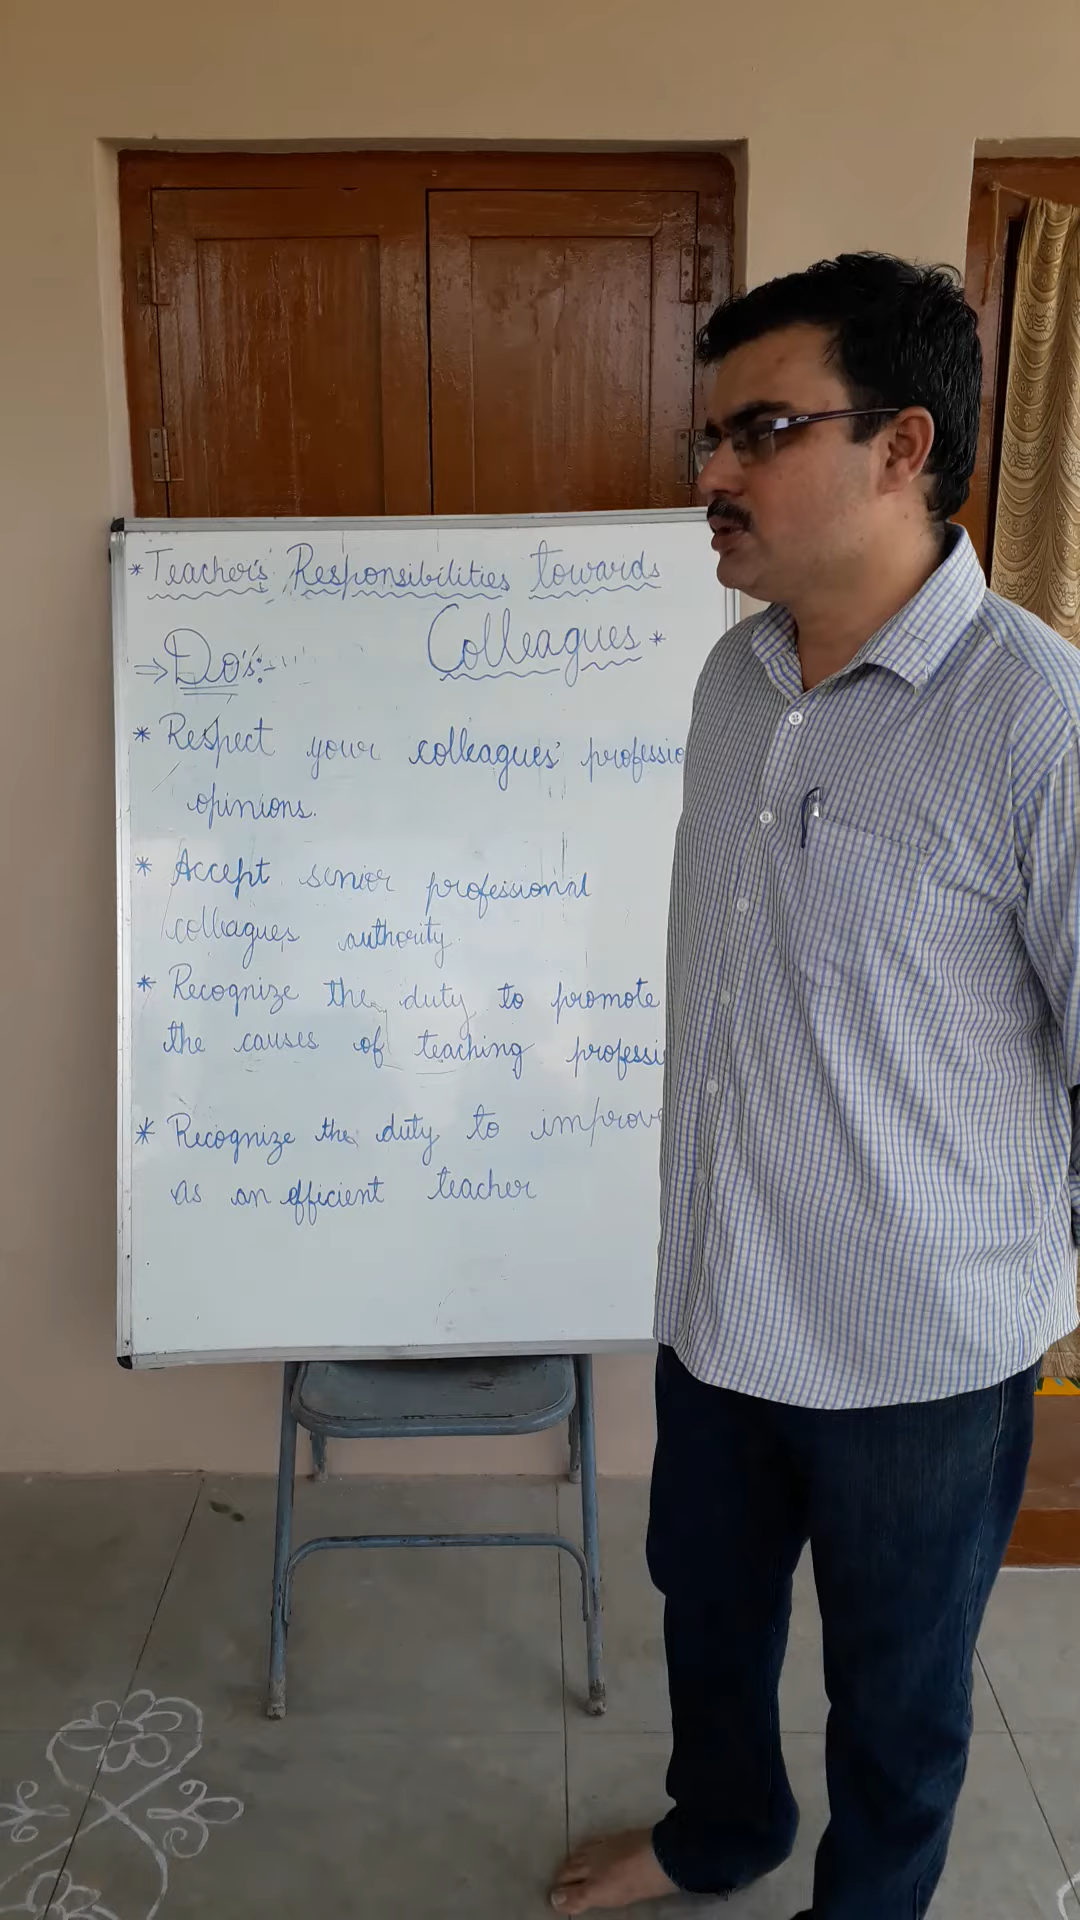 * Teacher's Responsibilities towards
Colleagues *
⇒ Do's:-
* Respect your colleagues' professio
opinions.
* Accept senior professional
colleagues authority.
* Recognize the duty to promote
the causes of teaching professi
* Recognize the duty to improve
as an efficient teacher